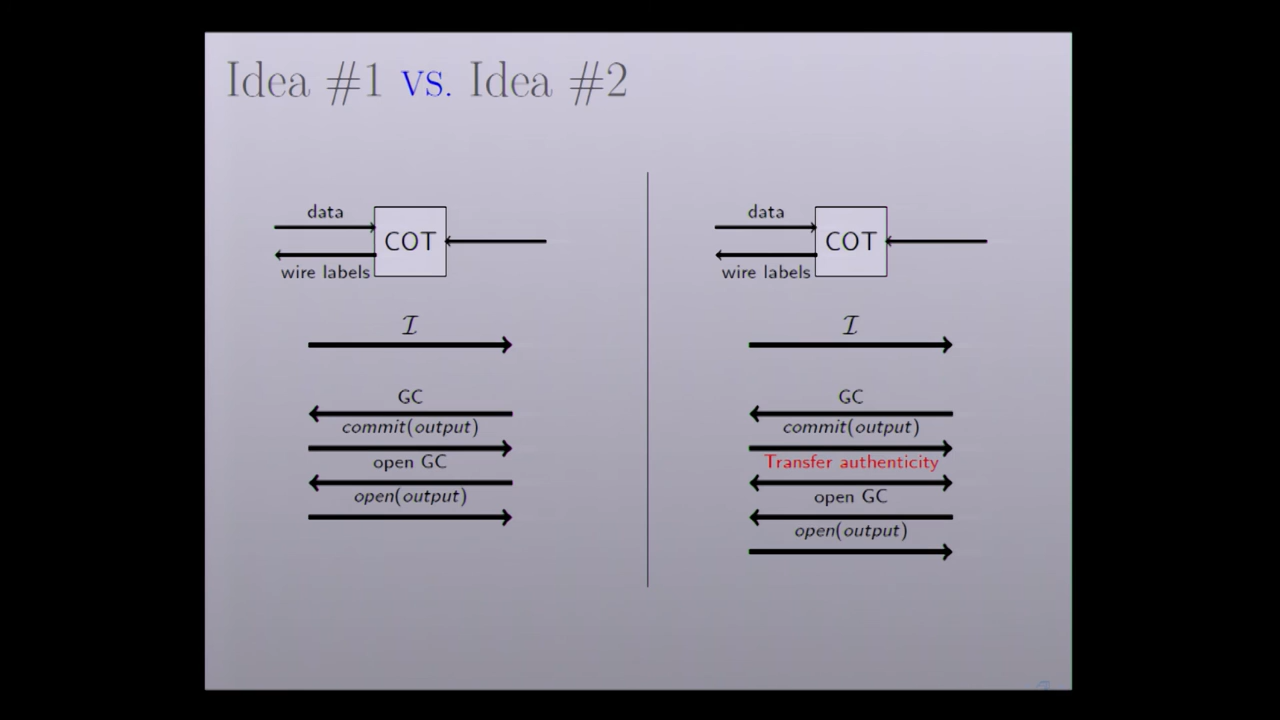 Idea #1 vs. Idea #2
data
COT
wire labels
ℐ
GC
commit(output)
open GC
open(output)
data
COT
wire labels
ℐ
GC
commit(output)
Transfer authenticity
open GC
open(output)